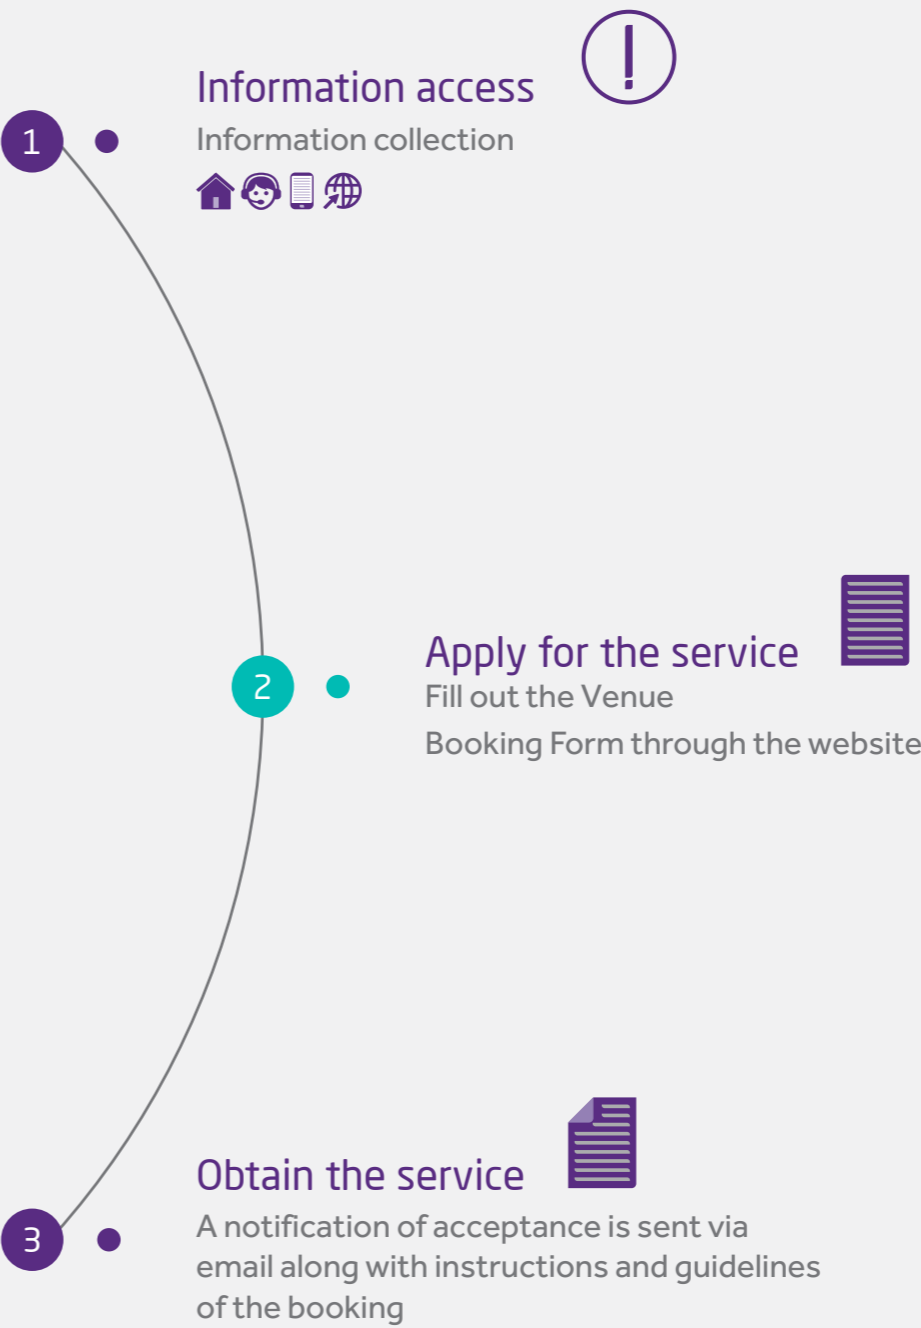 Information access
1
Information collection
Apply for the service
2
Fill out the Venue
Booking Form through the website
Obtain the service
3
A notification of acceptance is sent via
email along with instructions and guidelines
of the booking